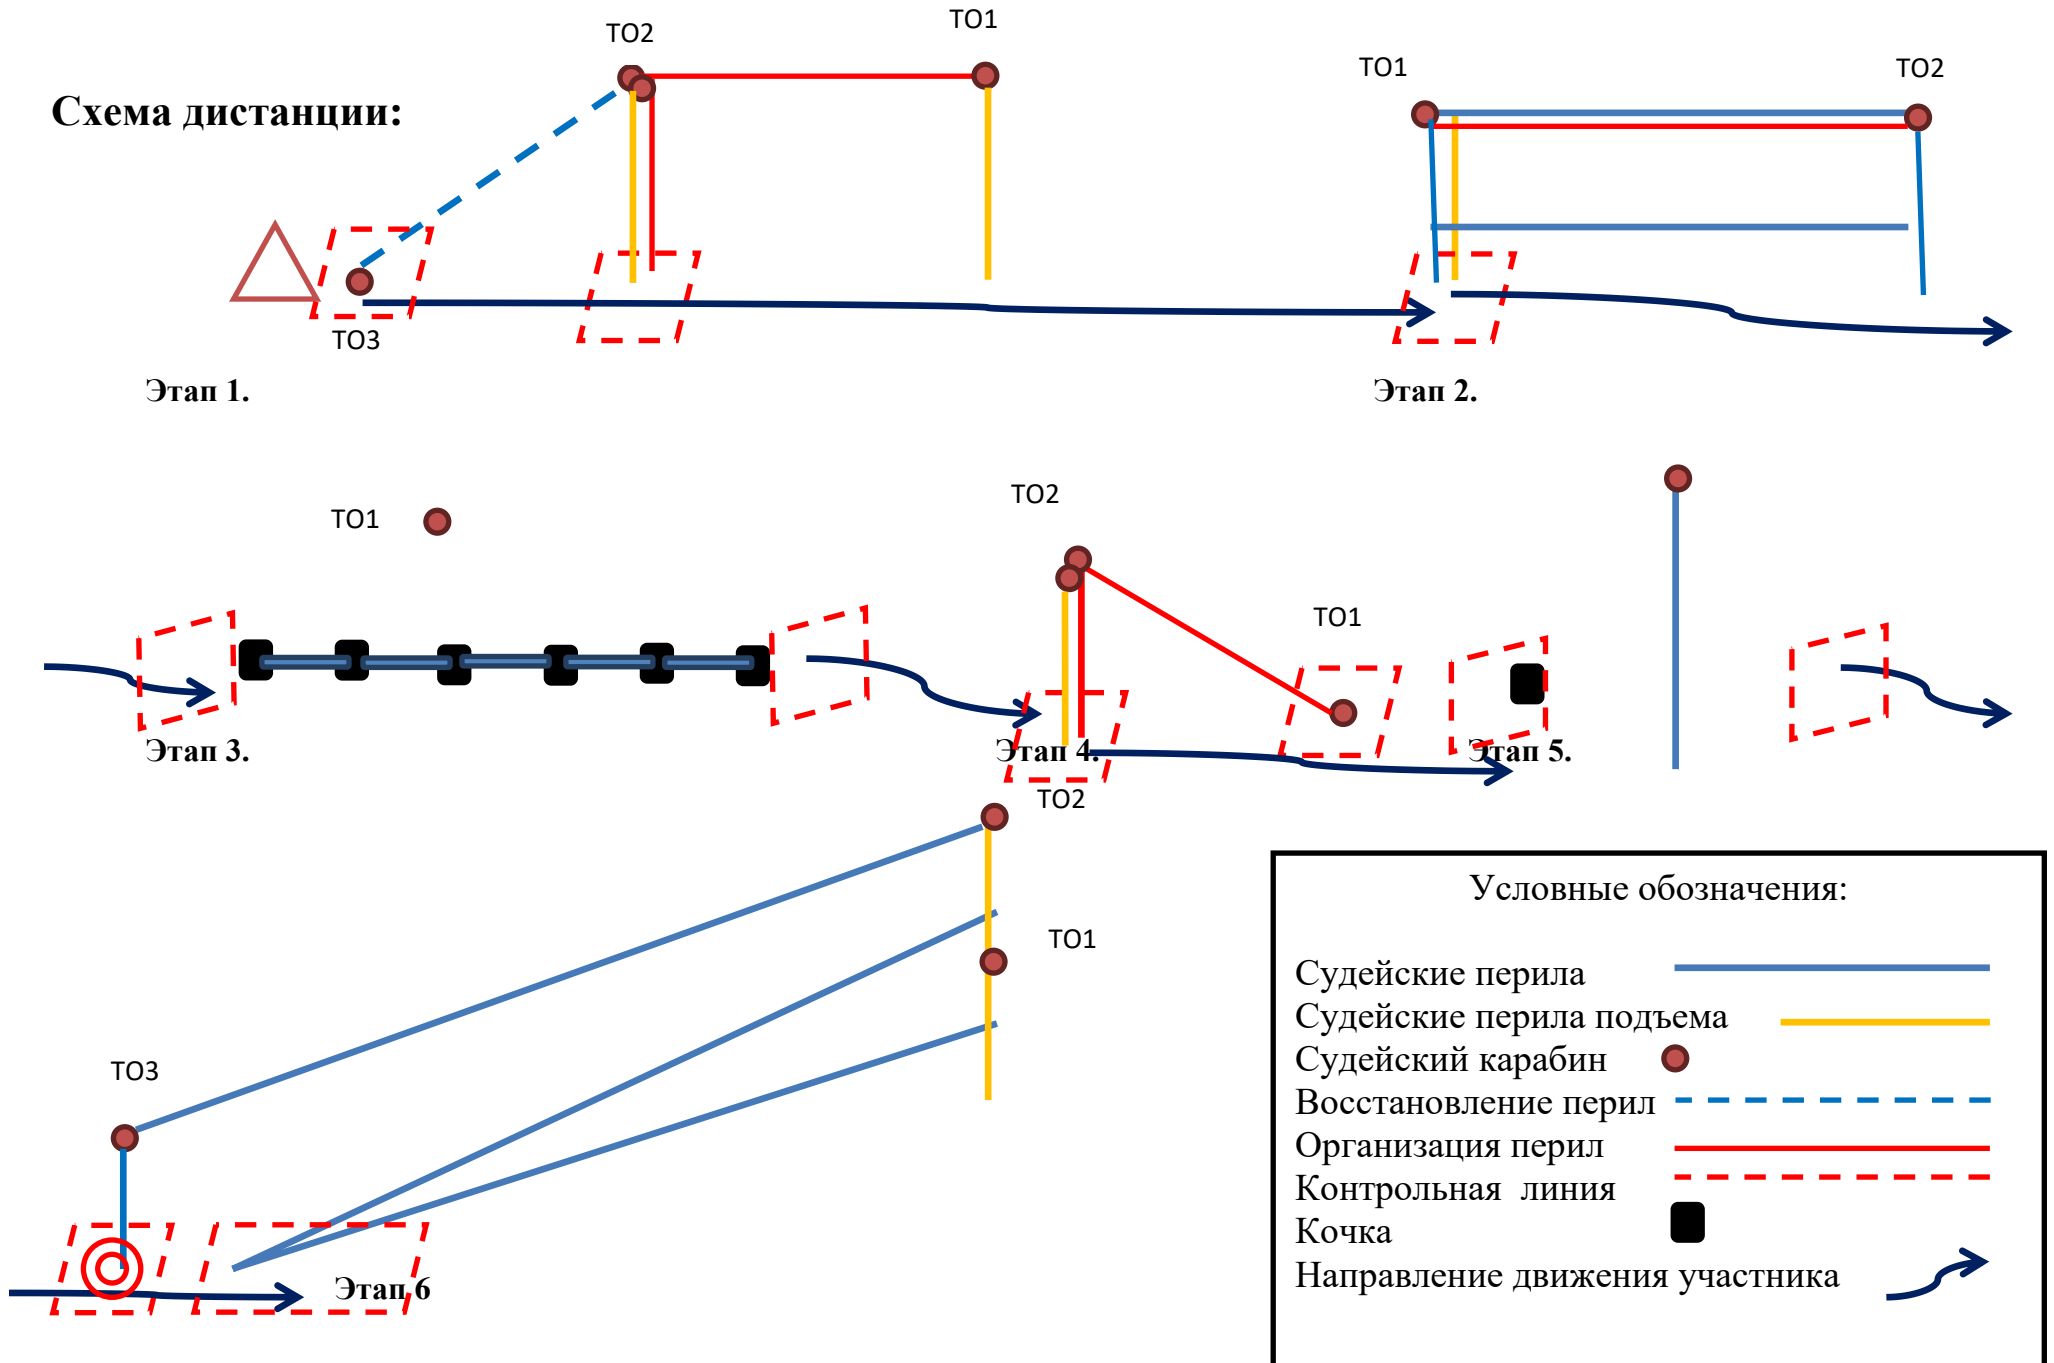 Схема дистанции:
ТО2
ТО1
ТО1
ТО2
ТО3
Этап 1.
Этап 2.
ТО1
ТО2
ТО1
Этап 3.
Этап 4.
Этап 5.
ТО2
ТО1
ТО3
Этап 6
Условные обозначения:
Судейские перила
Судейские перила подъема
Судейский карабин
Восстановление перил
Организация перил
Контрольная линия
Кочка
Направление движения участника